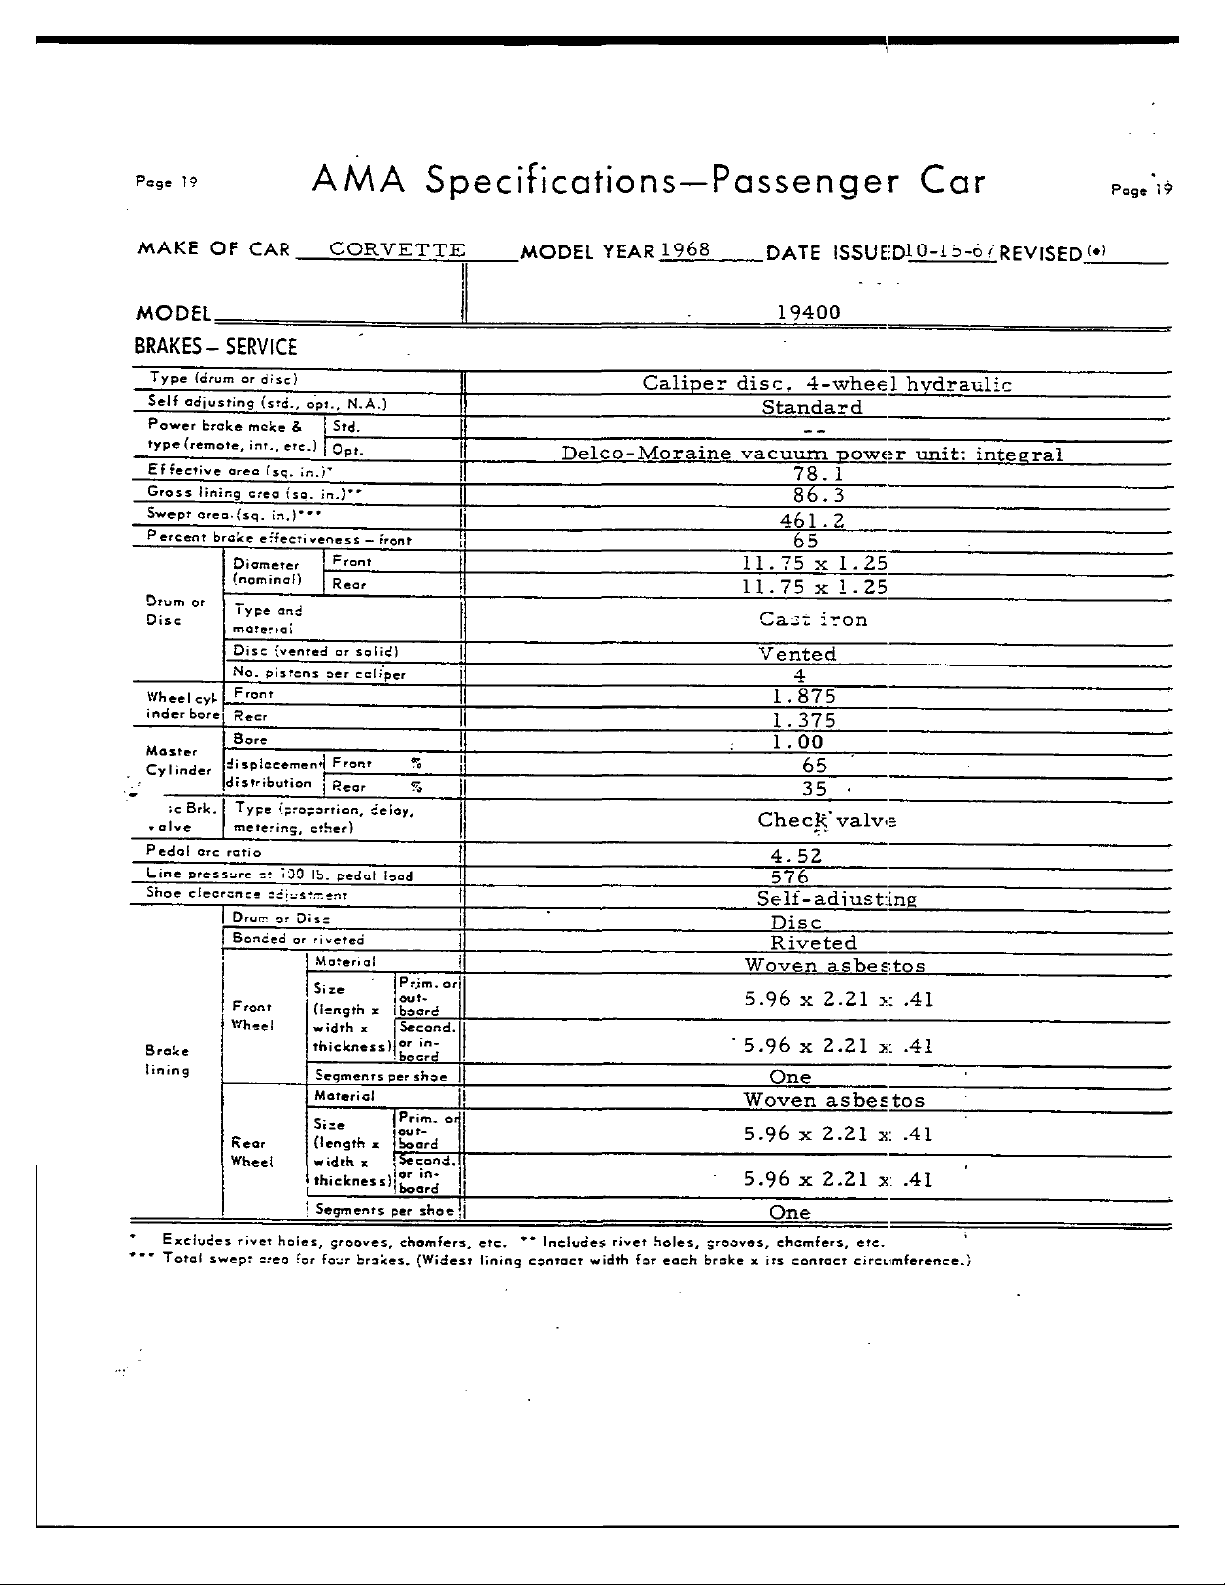 Page 19 AMA Specifications—Passenger Car Page 19
MAKE OF CAR CORVETTE MODEL YEAR 1968 DATE ISSUED 10-15-67 REVISED (•)
MODEL 19400
BRAKES – SERVICE
Type (drum or disc) Caliper disc. 4-wheel hydraulic
Self adjusting (std., opt., N.A.) Standard
Power brake make & type (remote, int., etc.) Std. --
Opt. Delco-Moraine vacuum power unit: integral
Effective area (sq. in.)* 78.1
Gross lining area (sq. in.)** 86.3
Swept area (sq. in.)*** 461.2
Percent brake effectiveness – front 65
Drum or Disc
Diameter (nominal) Front 11.75 x 1.25
Rear 11.75 x 1.25
Type and material Cast iron
Disc (vented or solid) Vented
No. pistons per caliper 4
Wheel cylinder bore Front 1.875
Rear 1.375
Master Cylinder Bore 1.00
displacement distribution Front % 65
Rear % 35
ic Brk. valve Type (proportion, delay, metering, other) Check valve
Pedal arc ratio 4.52
Line pressure at 100 lb. pedal load 576
Shoe clearance adjustment Self-adjusting
Brake lining
Drum or Disc Disc
Bonded or riveted Riveted
Front Wheel
Material Woven asbestos
Size (length x width x thickness) Prim. or out-board 5.96 x 2.21 x .41
Second. or in-board 5.96 x 2.21 x .41
Segments per shoe One
Rear Wheel
Material Woven asbestos
Size (length x width x thickness) Prim. or out-board 5.96 x 2.21 x .41
Second. or in-board 5.96 x 2.21 x .41
Segments per shoe One
* Excludes rivet holes, grooves, chamfers, etc. ** Includes rivet holes, grooves, chamfers, etc.
*** Total swept area for four brakes. (Widest lining contact width for each brake x its contact circumference.)